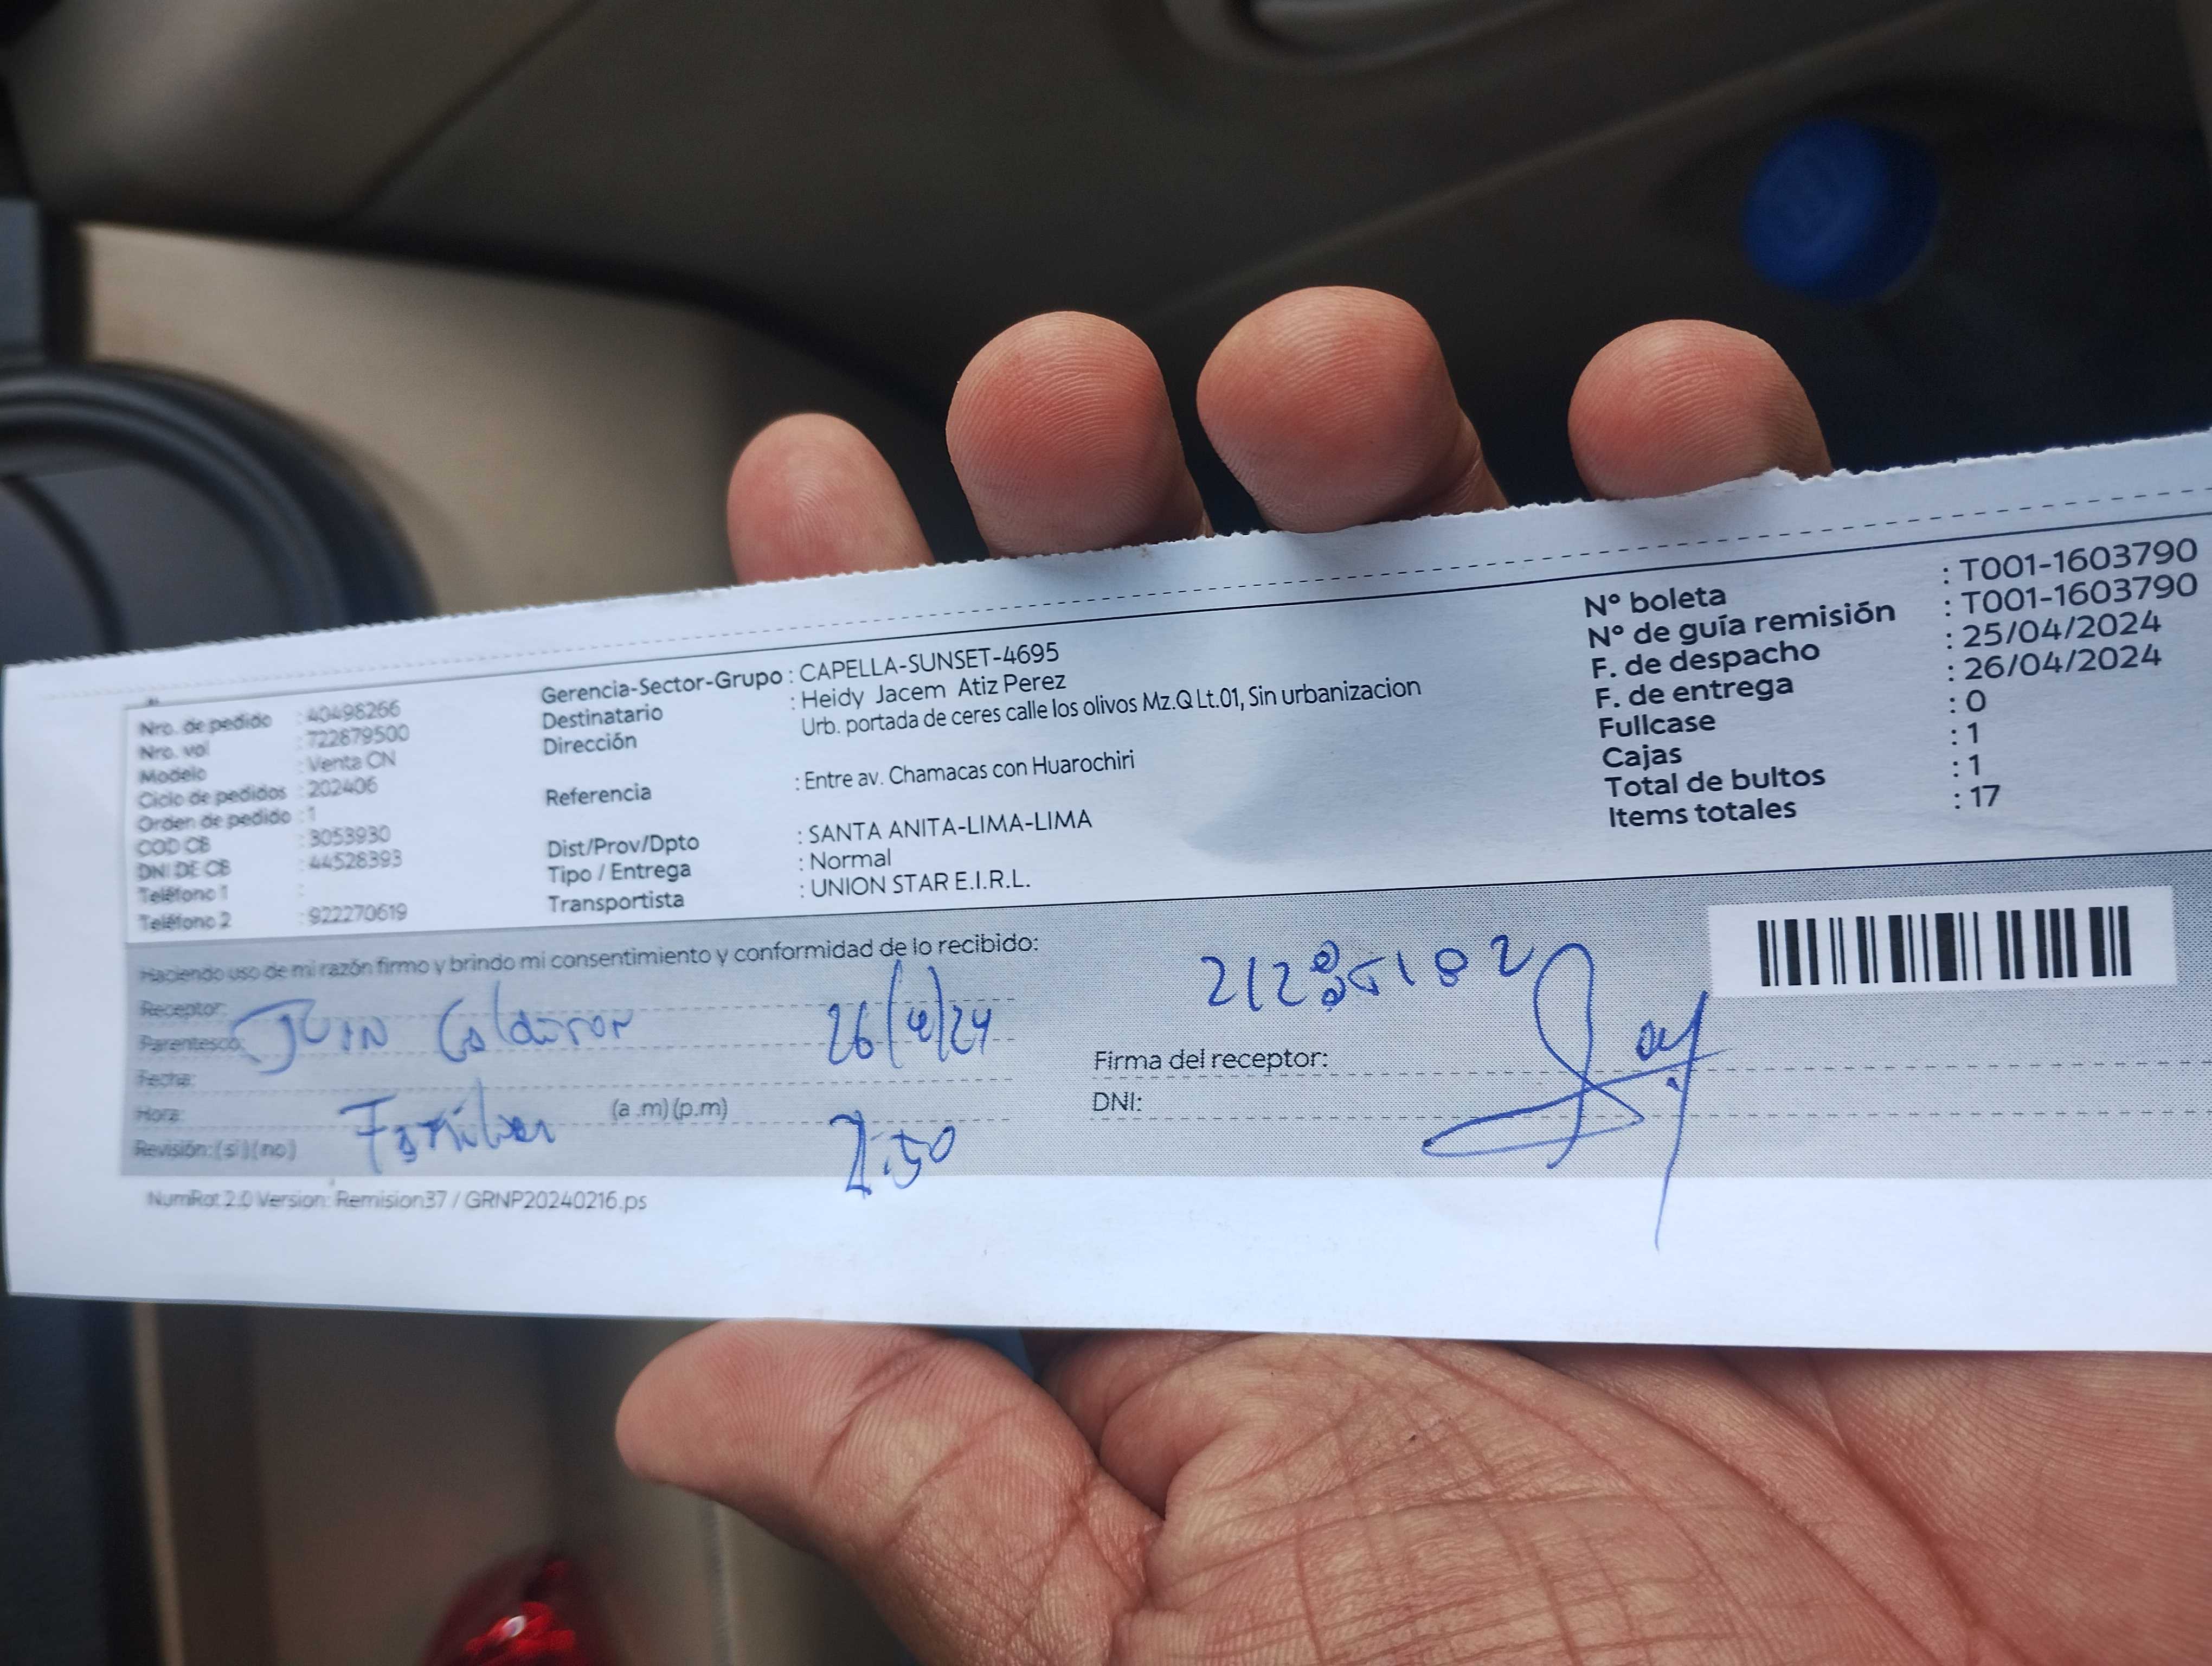 Nro. de pedido : 40498266
Nro. vol : 722879500
Modelo : Venta CN
Ciclo de pedidos : 202406
Orden de pedido : 1
COD CB : 3053930
DNI DE CB : 44528393
Teléfono 1 :
Teléfono 2 : 922270619
Gerencia-Sector-Grupo : CAPELLA-SUNSET-4695
Destinatario : Heidy Jacem Atiz Perez
Dirección Urb. portada de ceres calle los olivos Mz.Q Lt.01, Sin urbanizacion
Referencia : Entre av. Chamacas con Huarochiri
Dist/Prov/Dpto : SANTA ANITA-LIMA-LIMA
Tipo / Entrega : Normal
Transportista : UNION STAR E.I.R.L.
Nº boleta : T001-1603790
Nº de guía remisión : T001-1603790
F. de despacho : 25/04/2024
F. de entrega : 26/04/2024
Fullcase : 0
Cajas : 1
Total de bultos : 1
Items totales : 17
Haciendo uso de mi razón firmo y brindo mi consentimiento y conformidad de lo recibido:
Receptor:
Parentesco:
Fecha: 26/4/24
Hora: (a .m) (p.m)
Revisión: (si) (no)
Firma del receptor:
DNI:
NumRot 2.0 Version: Remision37 / GRNP20240216.ps